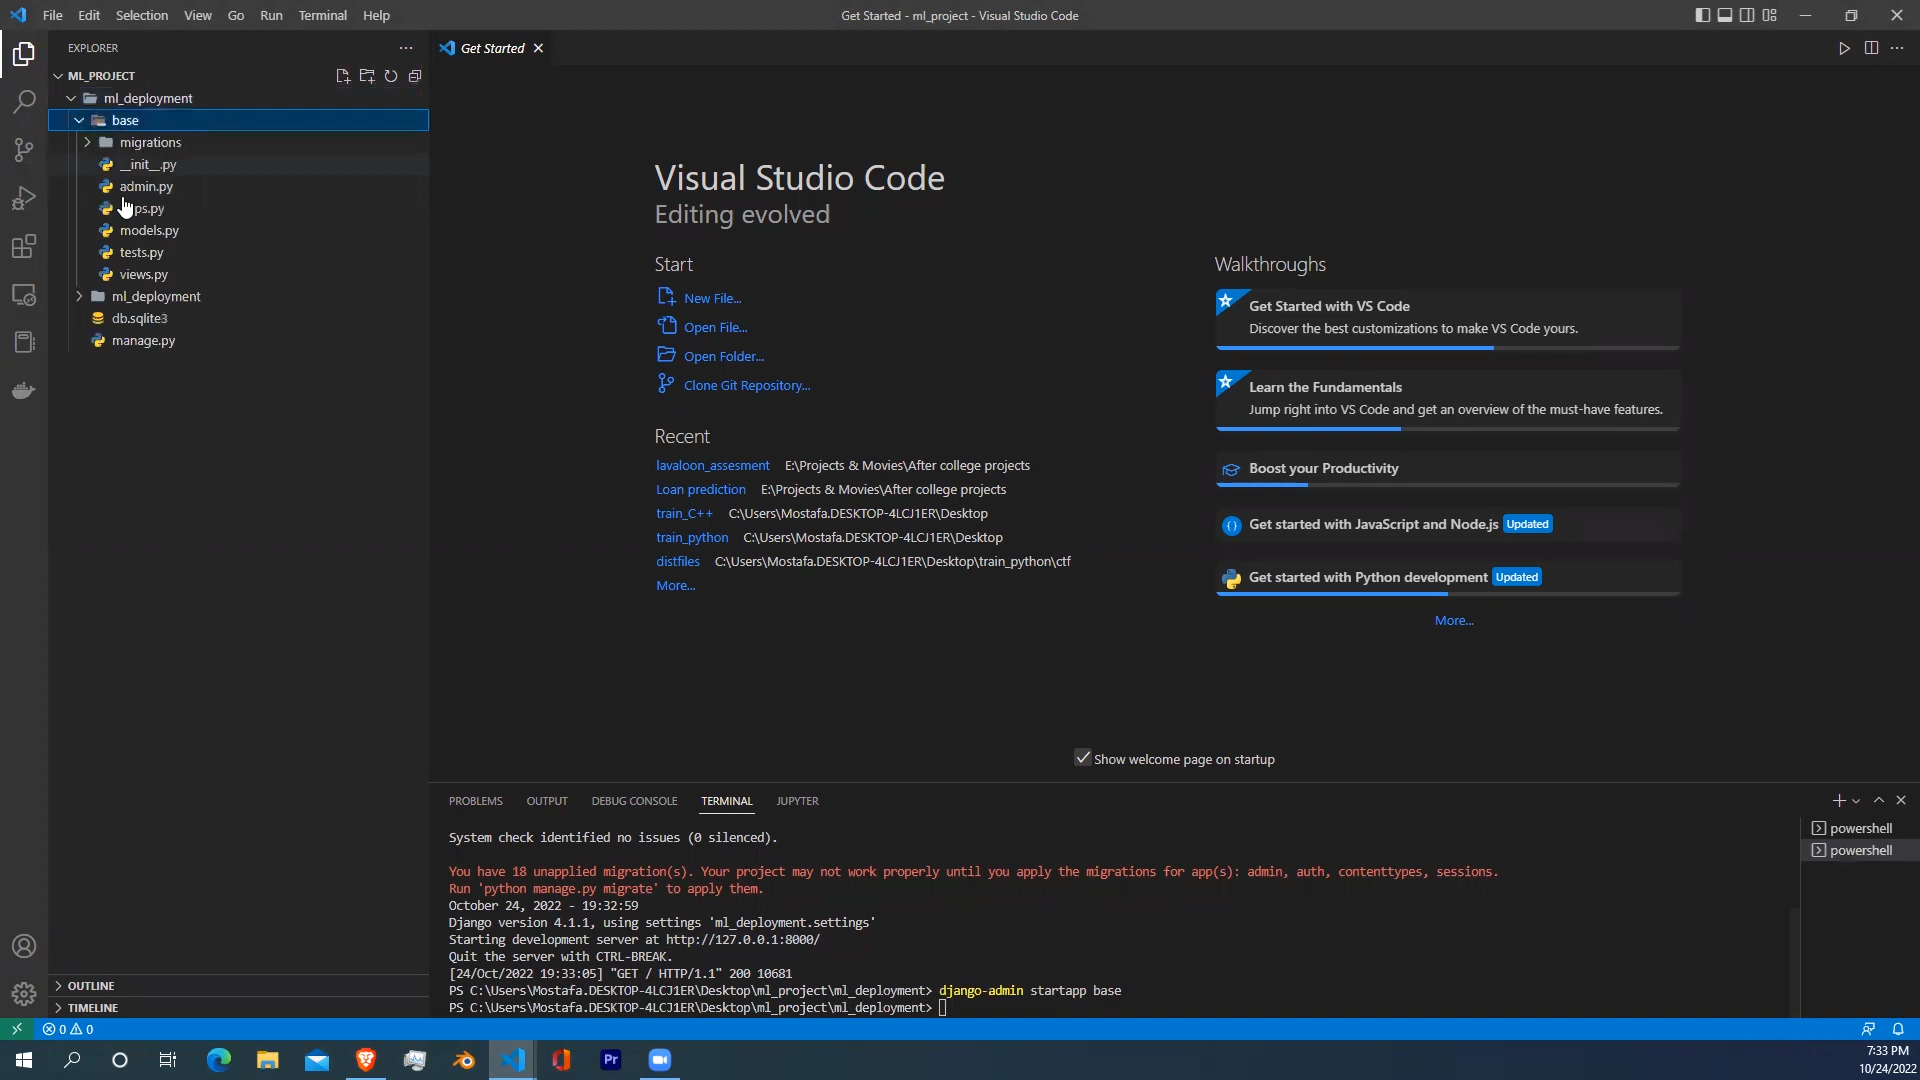 File Edit Selection View Go Run Terminal Help
Get Started - ml_project - Visual Studio Code
EXPLORER
ML_PROJECT
ml_deployment
base
migrations
__init__.py
admin.py
ps.py
models.py
tests.py
views.py
ml_deployment
db.sqlite3
manage.py
OUTLINE
TIMELINE
Get Started
Visual Studio Code
Editing evolved
Start
New File...
Open File...
Open Folder...
Clone Git Repository...
Recent
lavaloon_assesment E:\Projects & Movies\After college projects
Loan prediction E:\Projects & Movies\After college projects
train_C++ C:\Users\Mostafa.DESKTOP-4LCJ1ER\Desktop
train_python C:\Users\Mostafa.DESKTOP-4LCJ1ER\Desktop
distfiles C:\Users\Mostafa.DESKTOP-4LCJ1ER\Desktop\train_python\ctf
More...
Walkthroughs
Get Started with VS Code
Discover the best customizations to make VS Code yours.
Learn the Fundamentals
Jump right into VS Code and get an overview of the must-have features.
Boost your Productivity
Get started with JavaScript and Node.js Updated
Get started with Python development Updated
More...
Show welcome page on startup
PROBLEMS OUTPUT DEBUG CONSOLE TERMINAL JUPYTER
System check identified no issues (0 silenced).
You have 18 unapplied migration(s). Your project may not work properly until you apply the migrations for app(s): admin, auth, contenttypes, sessions.
Run 'python manage.py migrate' to apply them.
October 24, 2022 - 19:32:59
Django version 4.1.1, using settings 'ml_deployment.settings'
Starting development server at http://127.0.0.1:8000/
Quit the server with CTRL-BREAK.
[24/Oct/2022 19:33:05] "GET / HTTP/1.1" 200 10681
PS C:\Users\Mostafa.DESKTOP-4LCJ1ER\Desktop\ml_project\ml_deployment> django-admin startapp base
PS C:\Users\Mostafa.DESKTOP-4LCJ1ER\Desktop\ml_project\ml_deployment>
powershell
powershell
0 0
Pr
7:33 PM
10/24/2022